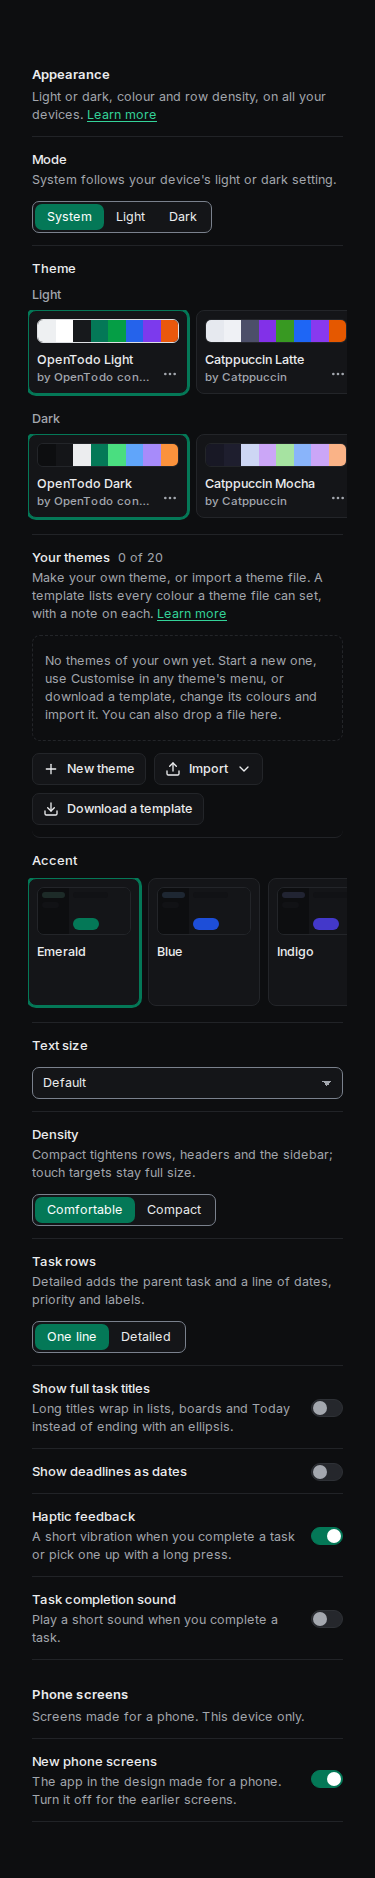 Appearance
Light or dark, colour and row density, on all your
devices. Learn more
Mode
System follows your device's light or dark setting.
System Light Dark
Theme
Light
OpenTodo Light Catppuccin Latte
by OpenTodo con... by Catppuccin
Dark
OpenTodo Dark Catppuccin Mocha
by OpenTodo con... by Catppuccin
Your themes 0 of 20
Make your own theme, or import a theme file. A
template lists every colour a theme file can set,
with a note on each. Learn more
No themes of your own yet. Start a new one,
use Customise in any theme's menu, or
download a template, change its colours and
import it. You can also drop a file here.
New theme Import
Download a template
Accent
Emerald Blue Indigo
Text size
Default
Density
Compact tightens rows, headers and the sidebar;
touch targets stay full size.
Comfortable Compact
Task rows
Detailed adds the parent task and a line of dates,
priority and labels.
One line Detailed
Show full task titles
Long titles wrap in lists, boards and Today
instead of ending with an ellipsis.
Show deadlines as dates
Haptic feedback
A short vibration when you complete a task
or pick one up with a long press.
Task completion sound
Play a short sound when you complete a
task.
Phone screens
Screens made for a phone. This device only.
New phone screens
The app in the design made for a phone.
Turn it off for the earlier screens.